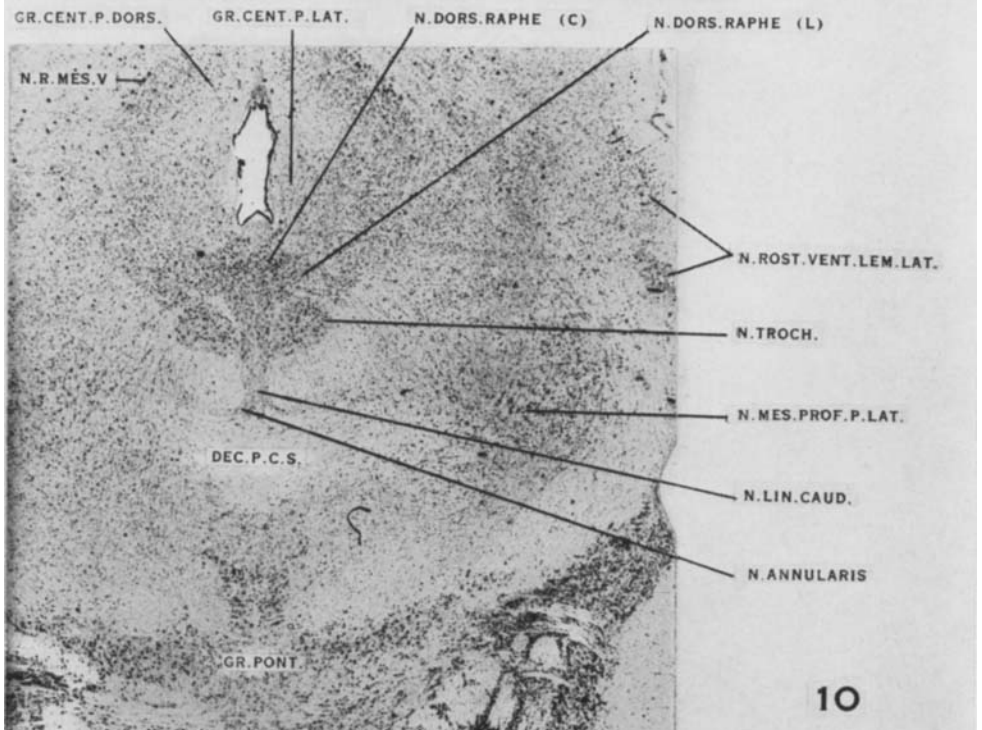 GR.CENT.P.DORS.
GR.CENT.P.LAT.
N.DORS.RAPHE (C)
N.DORS.RAPHE (L)
N.R.MÉS.V
N.ROST.VENT.LEM.LAT.
N.TROCH.
N.MES.PROF.P.LAT.
DEC.P.C.S.
N.LIN.CAUD.
N.ANNULARIS
GR.PONT.
10